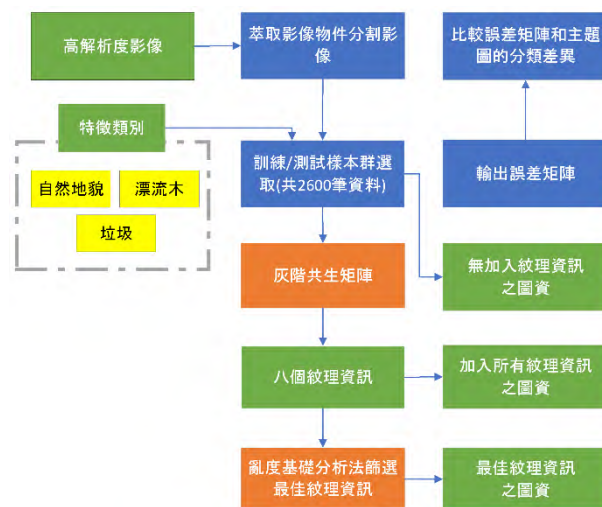 高解析度影像
萃取影像物件分割影
像
比較誤差矩陣和主題
圖的分類差異
特徵類別
自然地貌
漂流木
垃圾
訓練/測試樣本群選
取(共2600筆資料)
輸出誤差矩陣
灰階共生矩陣
無加入紋理資訊
之圖資
八個紋理資訊
加入所有紋理資訊
之圖資
亂度基礎分析法篩選
最佳紋理資訊
最佳紋理資訊
之圖資